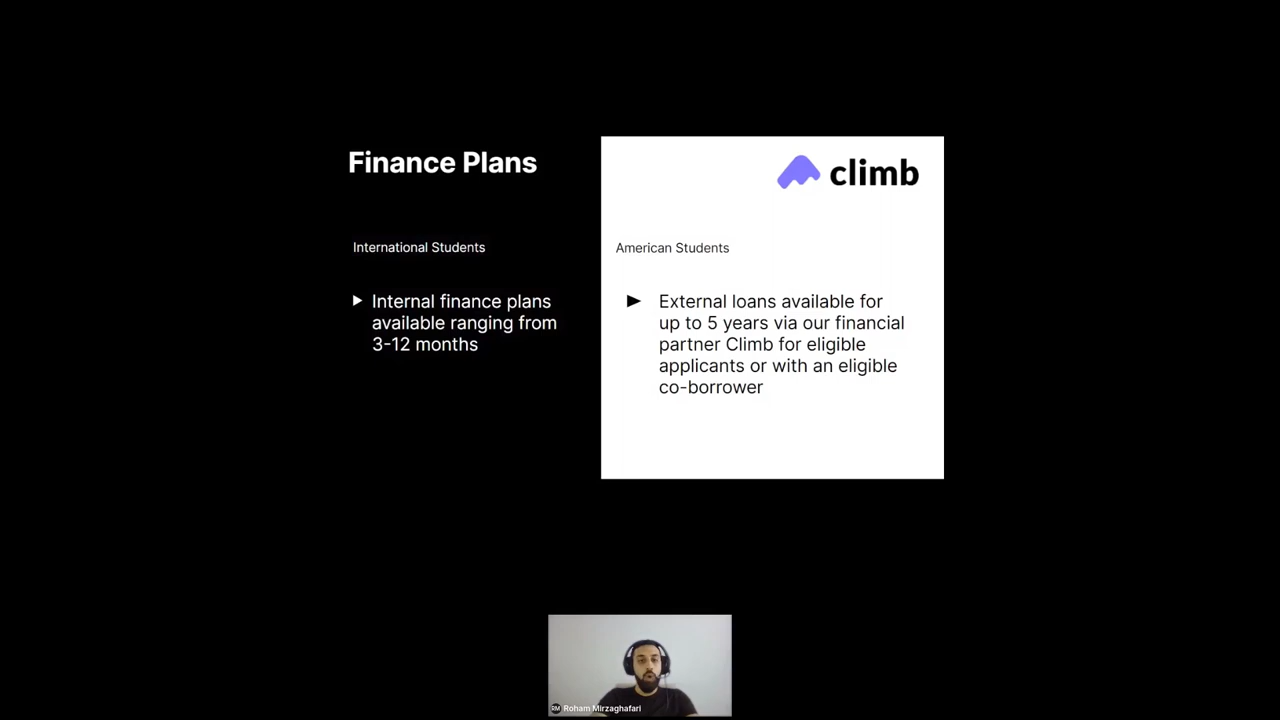 Finance Plans
climb
International Students
American Students
Internal finance plans
available ranging from
3-12 months
External loans available for
up to 5 years via our financial
partner Climb for eligible
applicants or with an eligible
co-borrower
RM Roham Mirzaghafari